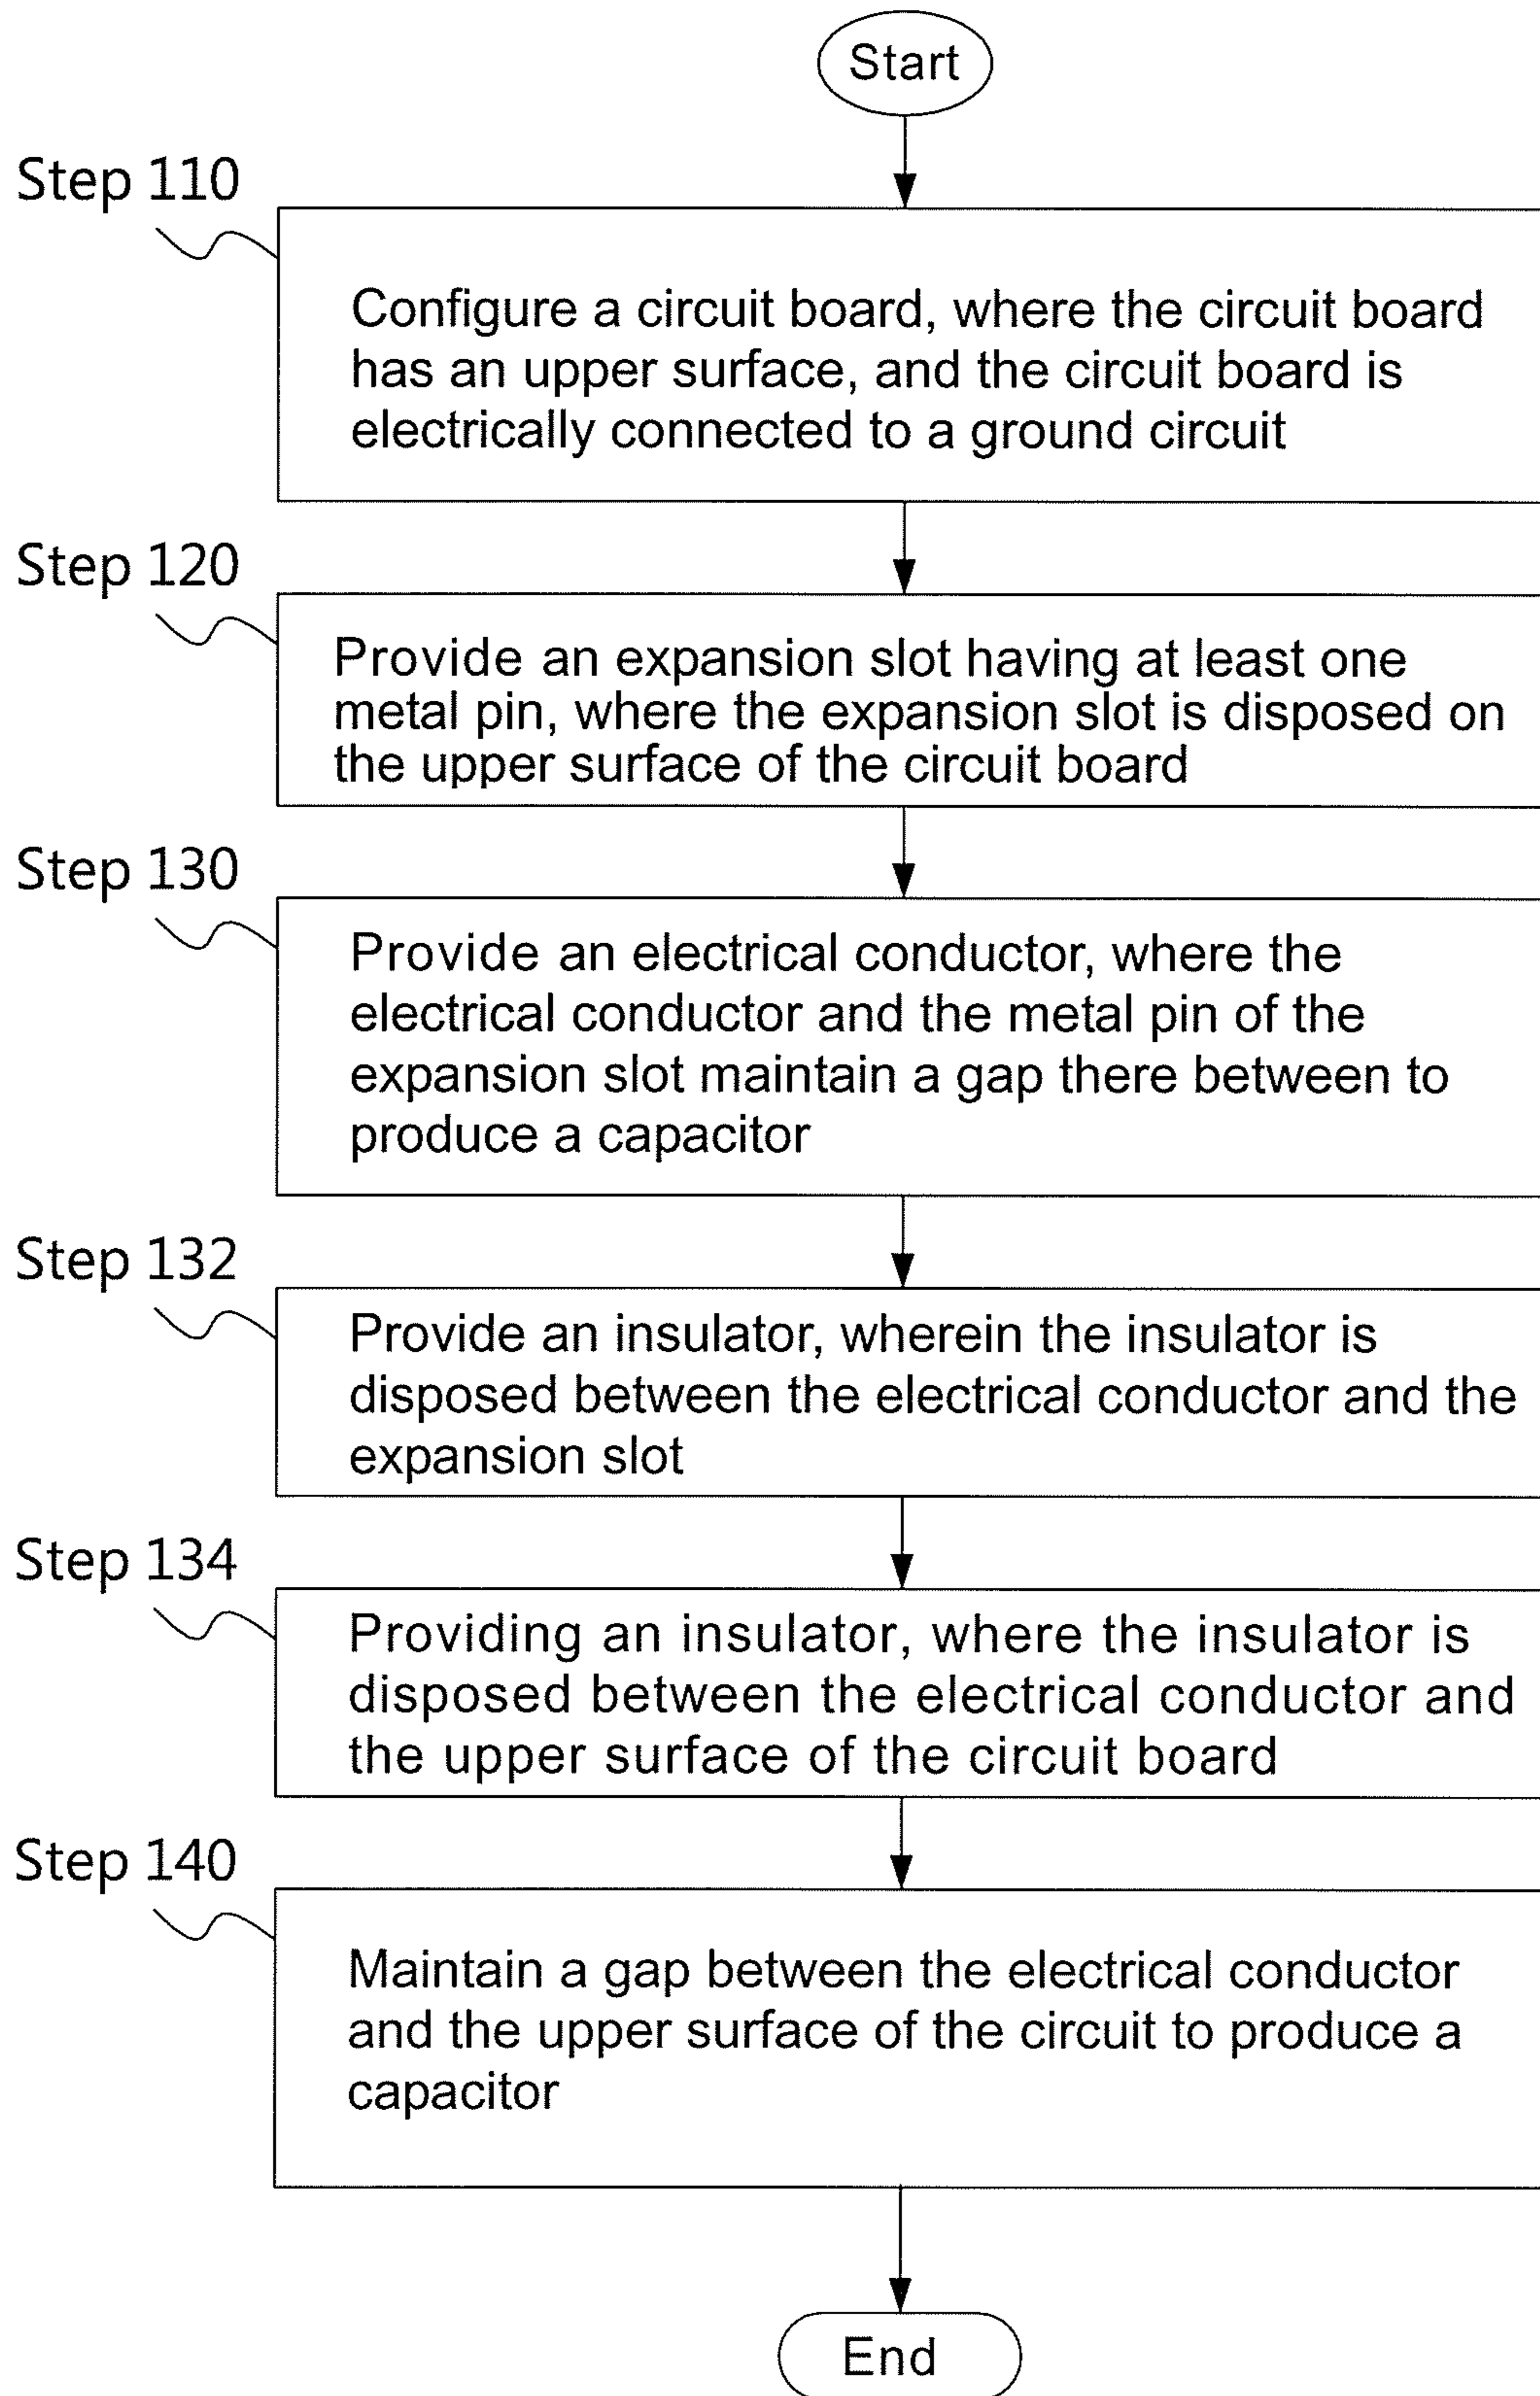 Start
Step 110
Configure a circuit board, where the circuit board
has an upper surface, and the circuit board is
electrically connected to a ground circuit
Step 120
Provide an expansion slot having at least one
metal pin, where the expansion slot is disposed on
the upper surface of the circuit board
Step 130
Provide an electrical conductor, where the
electrical conductor and the metal pin of the
expansion slot maintain a gap there between to
produce a capacitor
Step 132
Provide an insulator, wherein the insulator is
disposed between the electrical conductor and the
expansion slot
Step 134
Providing an insulator, where the insulator is
disposed between the electrical conductor and
the upper surface of the circuit board
Step 140
Maintain a gap between the electrical conductor
and the upper surface of the circuit to produce a
capacitor
End